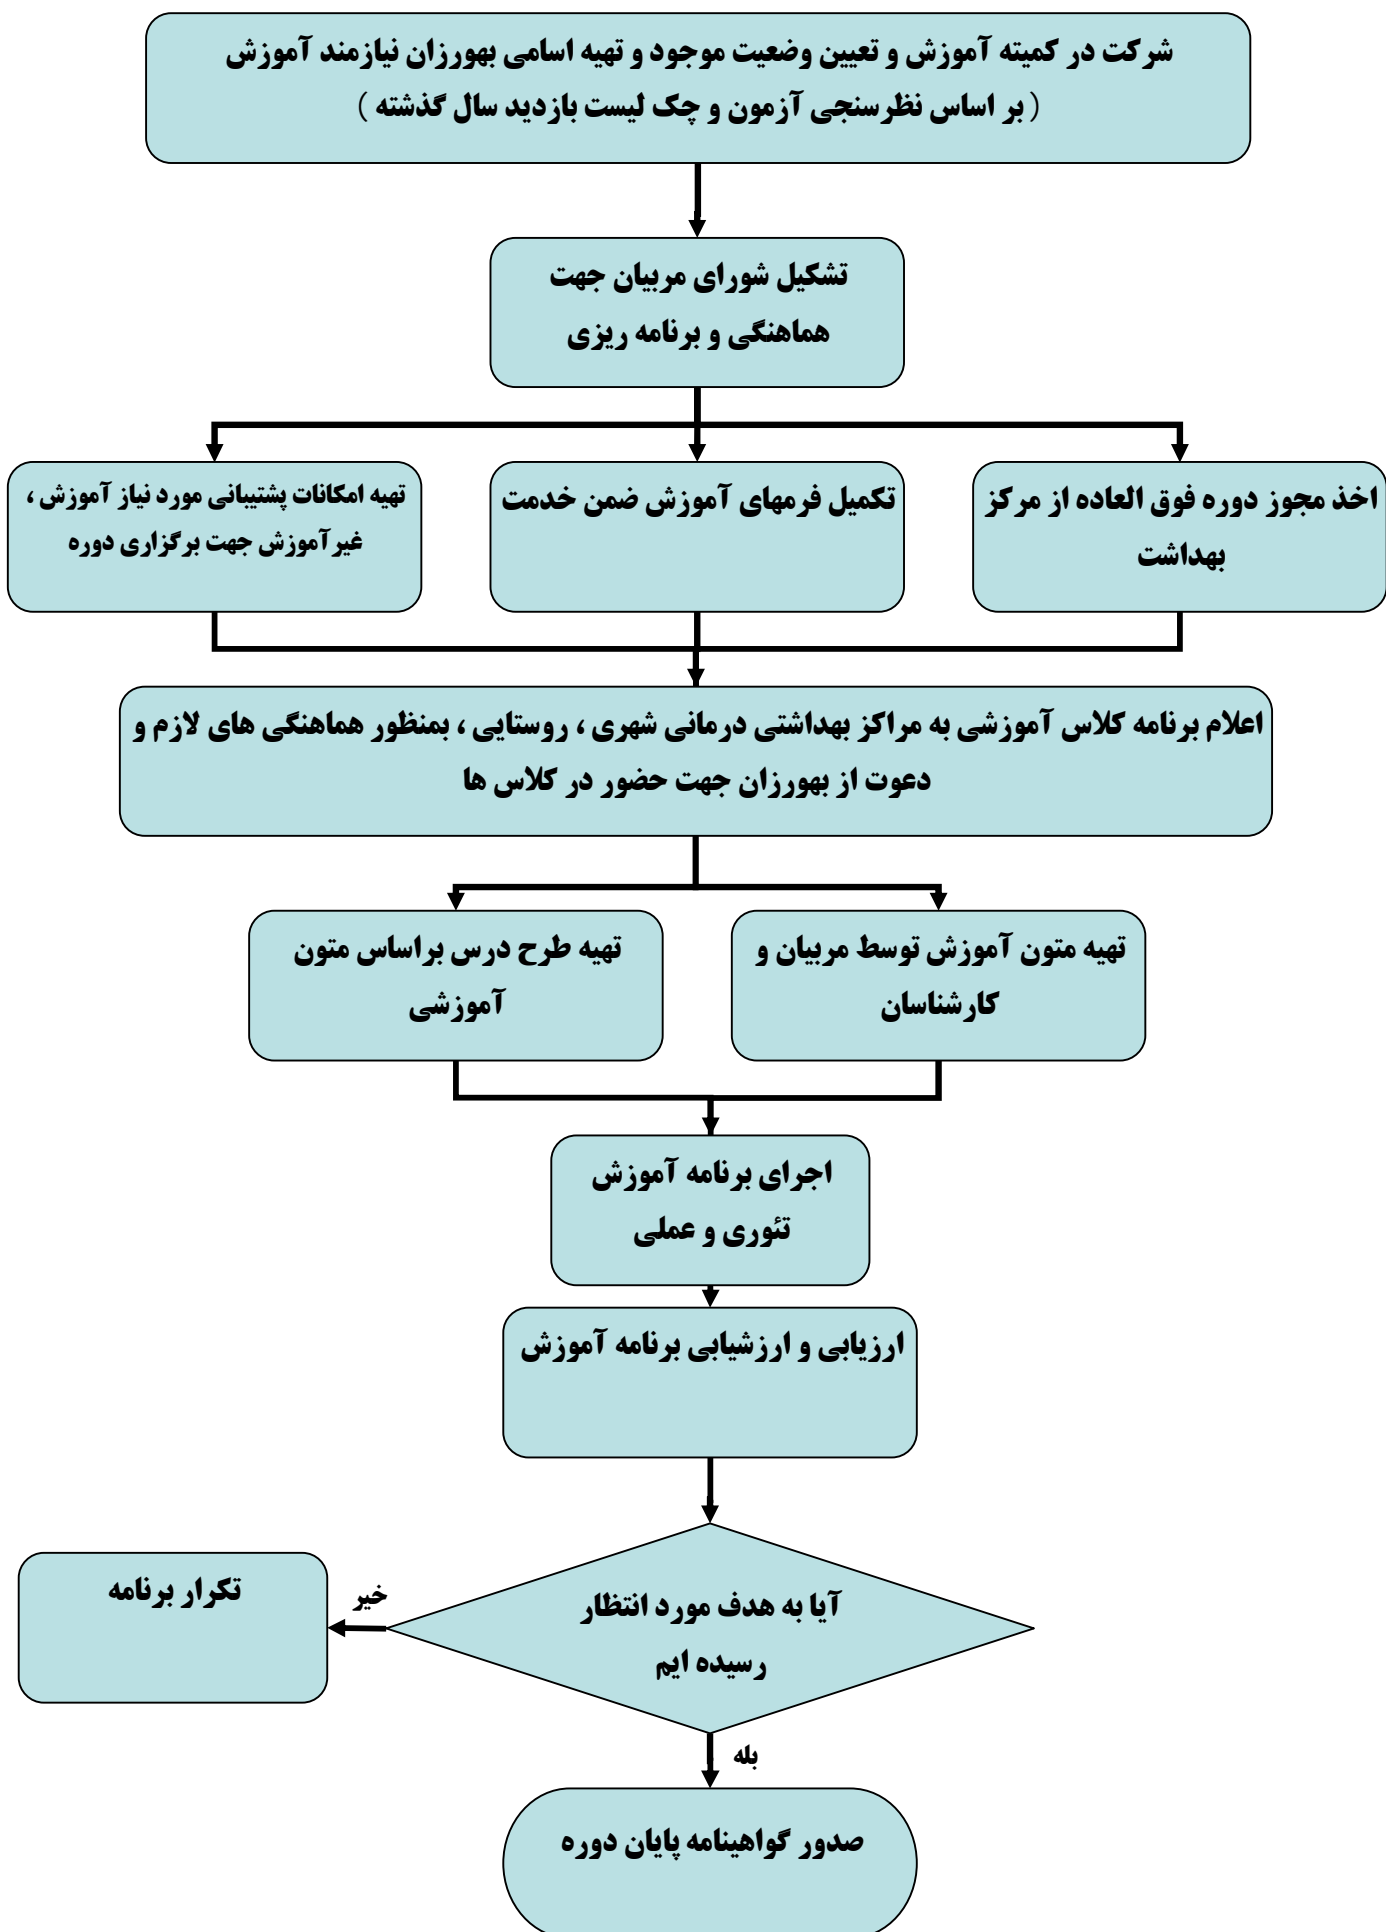 شرکت در کمیته آموزش و تعیین وضعیت موجود و تهیه اسامی بهورزان نیازمند آموزش
( بر اساس نظرسنجی آزمون و چک لیست بازدید سال گذشته )
تشکیل شورای مربیان جهت
هماهنگی و برنامه ریزی
اخذ مجوز دوره فوق العاده از مرکز
بهداشت
تکمیل فرمهای آموزش ضمن خدمت
تهیه امکانات پشتیبانی مورد نیاز آموزش ،
غیرآموزش جهت برگزاری دوره
اعلام برنامه کلاس آموزشی به مراکز بهداشتی درمانی شهری ، روستایی ، بمنظور هماهنگی های لازم و
دعوت از بهورزان جهت حضور در کلاس ها
تهیه متون آموزش توسط مربیان و
کارشناسان
تهیه طرح درس براساس متون
آموزشی
اجرای برنامه آموزش
تئوری و عملی
ارزیابی و ارزشیابی برنامه آموزش
آیا به هدف مورد انتظار
رسیده ایم
خیر
تکرار برنامه
بله
صدور گواهینامه پایان دوره